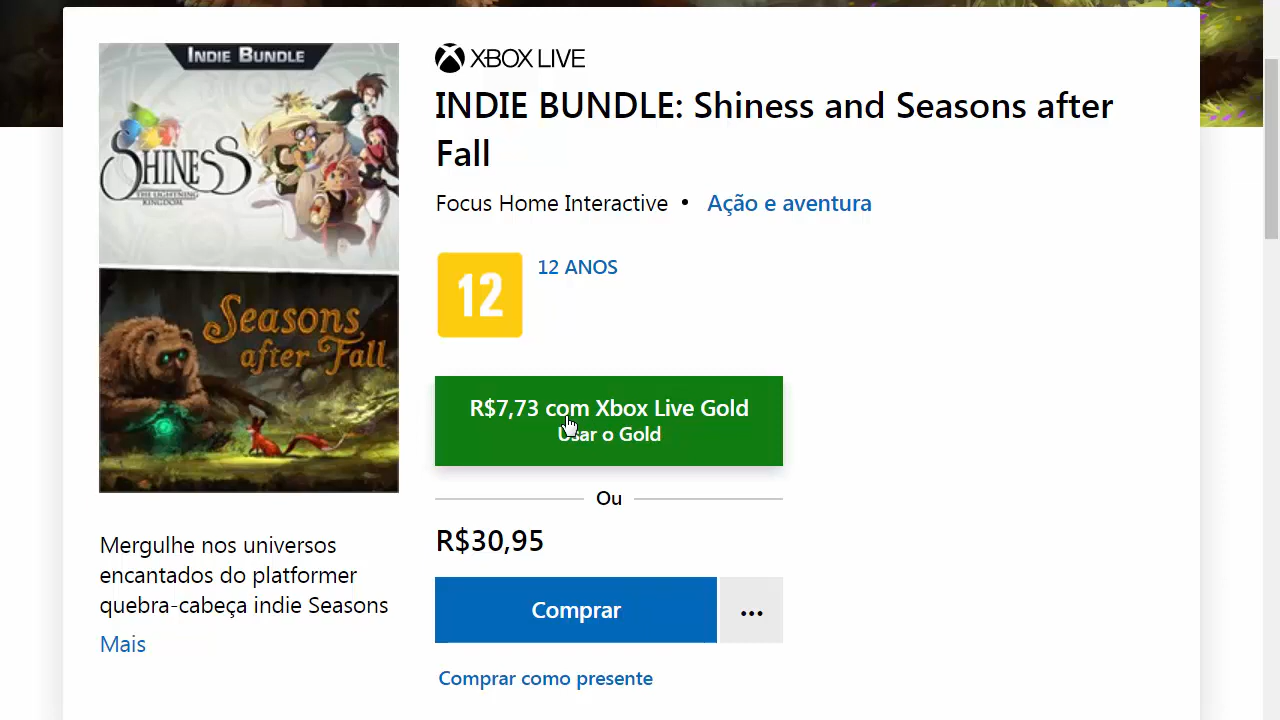 INDIE BUNDLE
SHINESS
THE LIGHTNING
KINGDOM
Seasons
after Fall
XBOX LIVE
INDIE BUNDLE: Shiness and Seasons after
Fall
Focus Home Interactive • Ação e aventura
12
12 ANOS
R$7,73 com Xbox Live Gold
Usar o Gold
Ou
R$30,95
Comprar
...
Comprar como presente
Mergulhe nos universos
encantados do platformer
quebra-cabeça indie Seasons
Mais